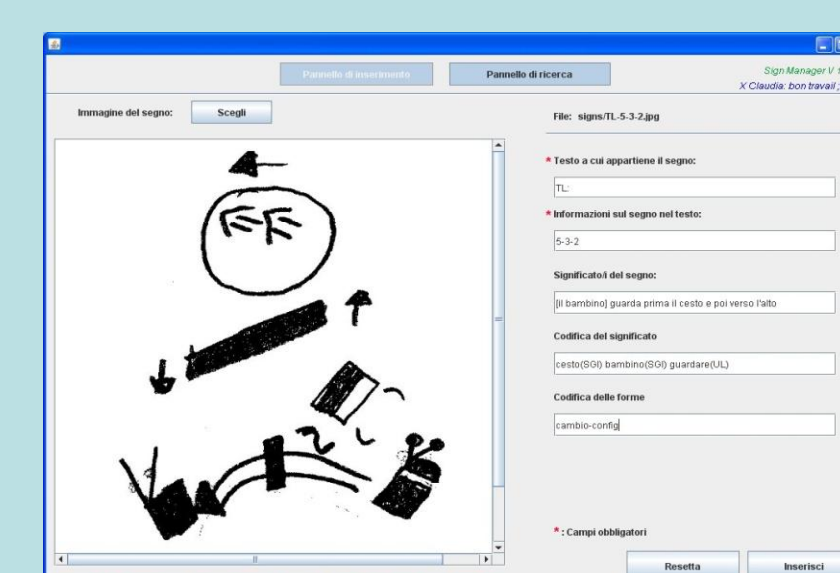 Pannello di inserimento
Pannello di ricerca
Sign Manager V 1
X Claudia: bon travail ;
Immagine del segno:
Scegli
File: signs/TL-5-3-2.jpg
* Testo a cui appartiene il segno:
TL:
* Informazioni sul segno nel testo:
5-3-2
Significato/i del segno:
[il bambino] guarda prima il cesto e poi verso l'alto
Codifica del significato
cesto(SGI) bambino(SGI) guardare(UL)
Codifica delle forme
cambio-config
* : Campi obbligatori
Resetta
Inserisci